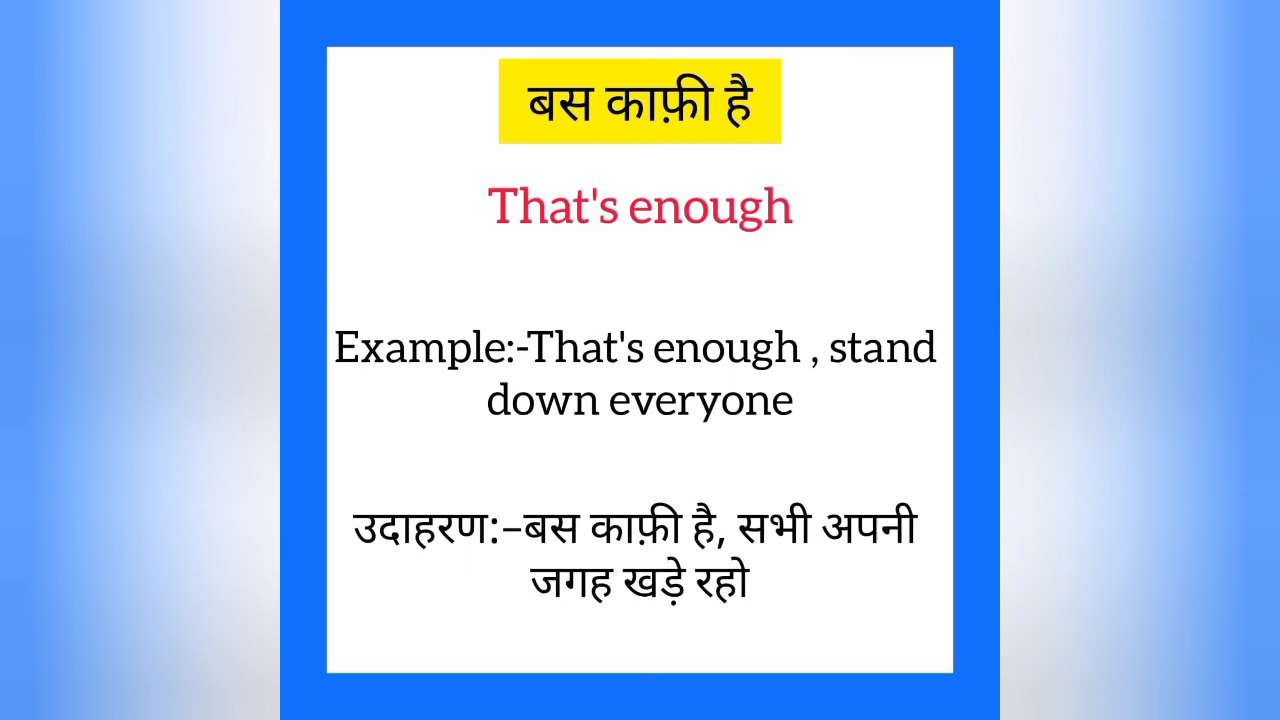 बस काफ़ी है
That's enough
Example:-That's enough , stand
down everyone
उदाहरण:–बस काफ़ी है, सभी अपनी
जगह खड़े रहो